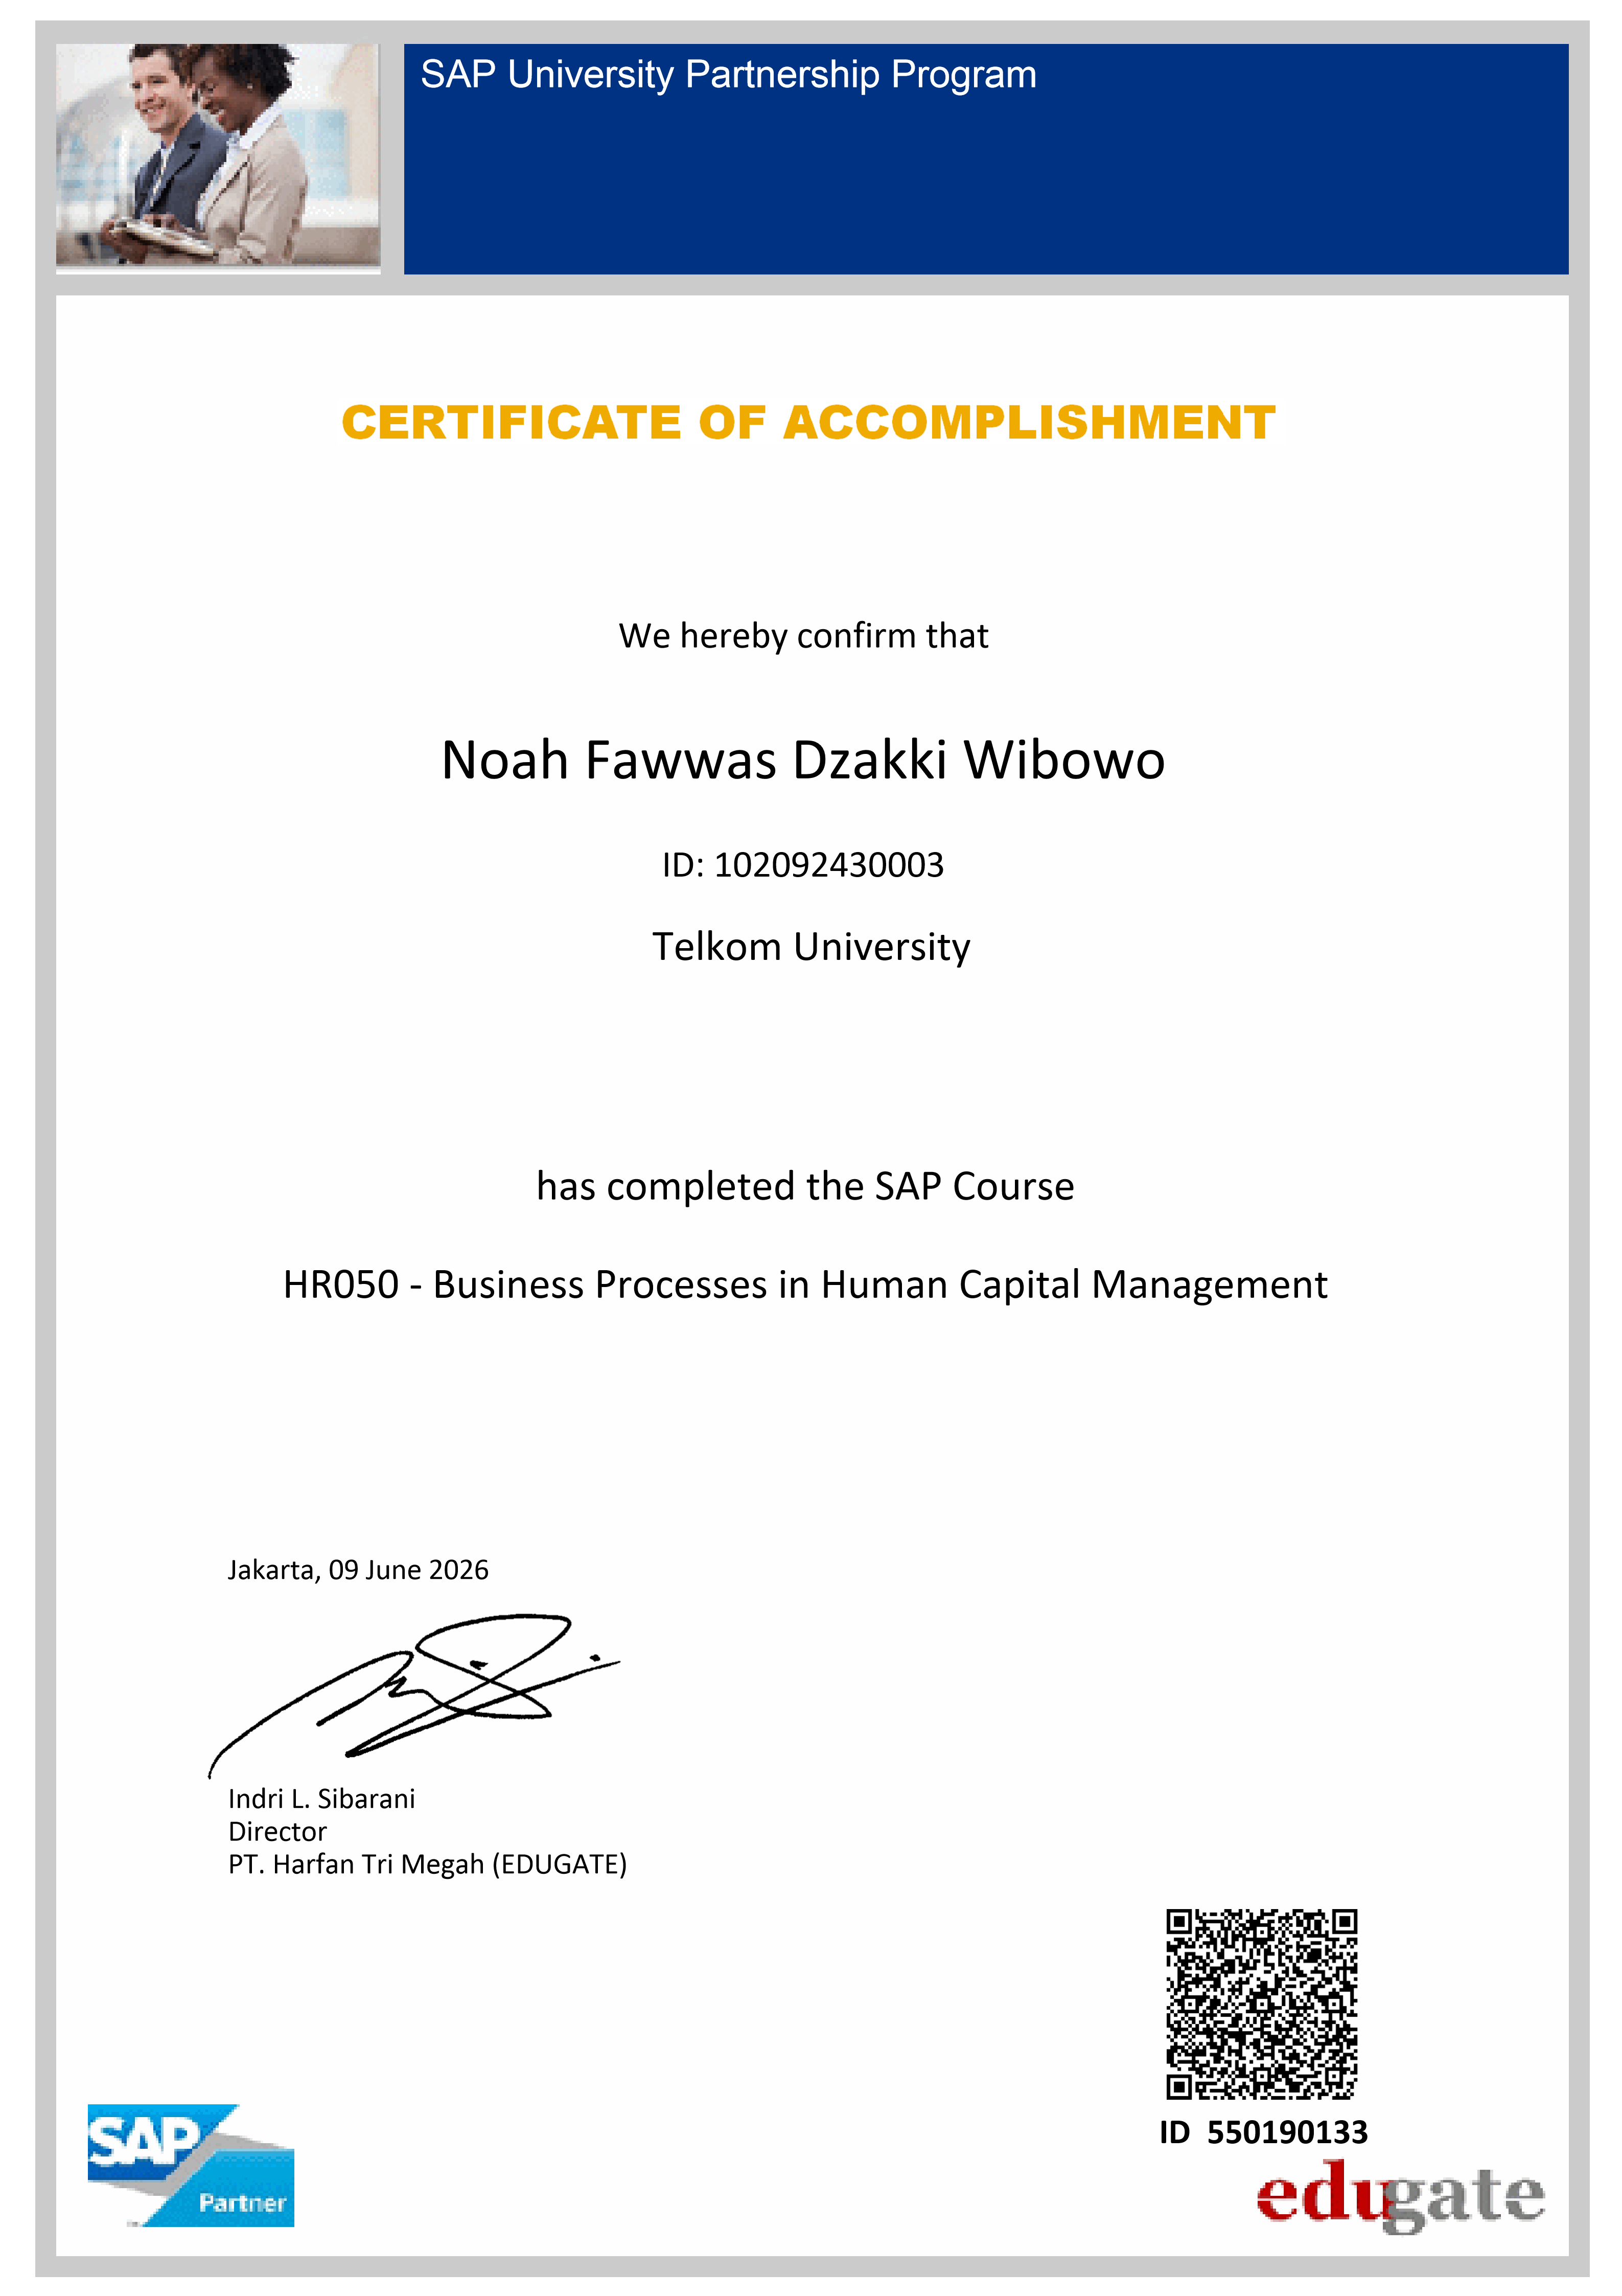 SAP University Partnership Program
CERTIFICATE OF ACCOMPLISHMENT
We hereby confirm that
Noah Fawwas Dzakki Wibowo
ID: 102092430003
Telkom University
has completed the SAP Course
HR050 - Business Processes in Human Capital Management
Jakarta, 09 June 2026
Indri L. Sibarani
Director
PT. Harfan Tri Megah (EDUGATE)
ID 550190133
SAP
Partner
edugate